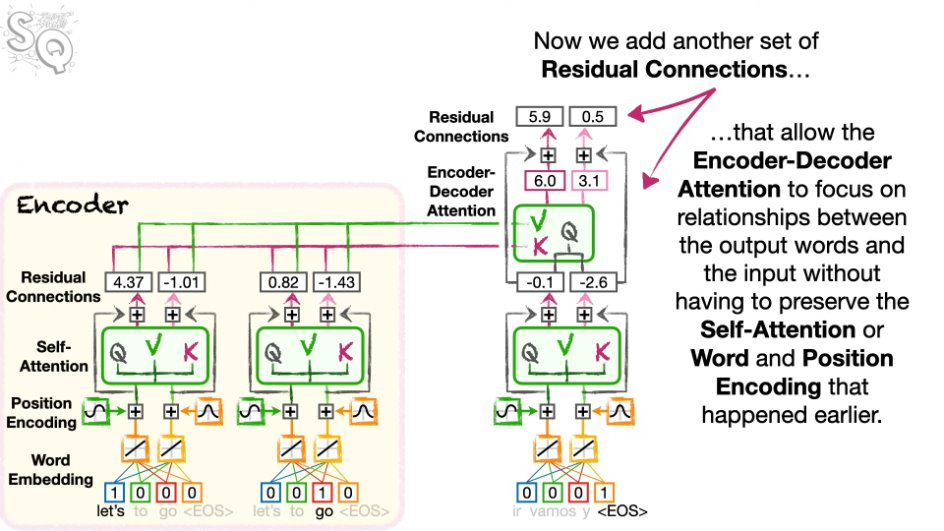 SQ
Now we add another set of
Residual Connections…
…that allow the
Encoder-Decoder
Attention to focus on
relationships between
the output words and
the input without
having to preserve the
Self-Attention or
Word and Position
Encoding that
happened earlier.
Residual
Connections
5.9 0.5
+ +
Encoder-
Decoder
Attention
6.0 3.1
V
K Q
-0.1 -2.6
+ +
Q V K
+ +
0 0 0 1
ir vamos y <EOS>
Encoder
Residual
Connections
4.37 -1.01 0.82 -1.43
+ + + +
Self-
Attention
Q V K Q V K
Position
Encoding
+ + + +
Word
Embedding
1 0 0 0 0 0 1 0
let's to go <EOS> let's to go <EOS>